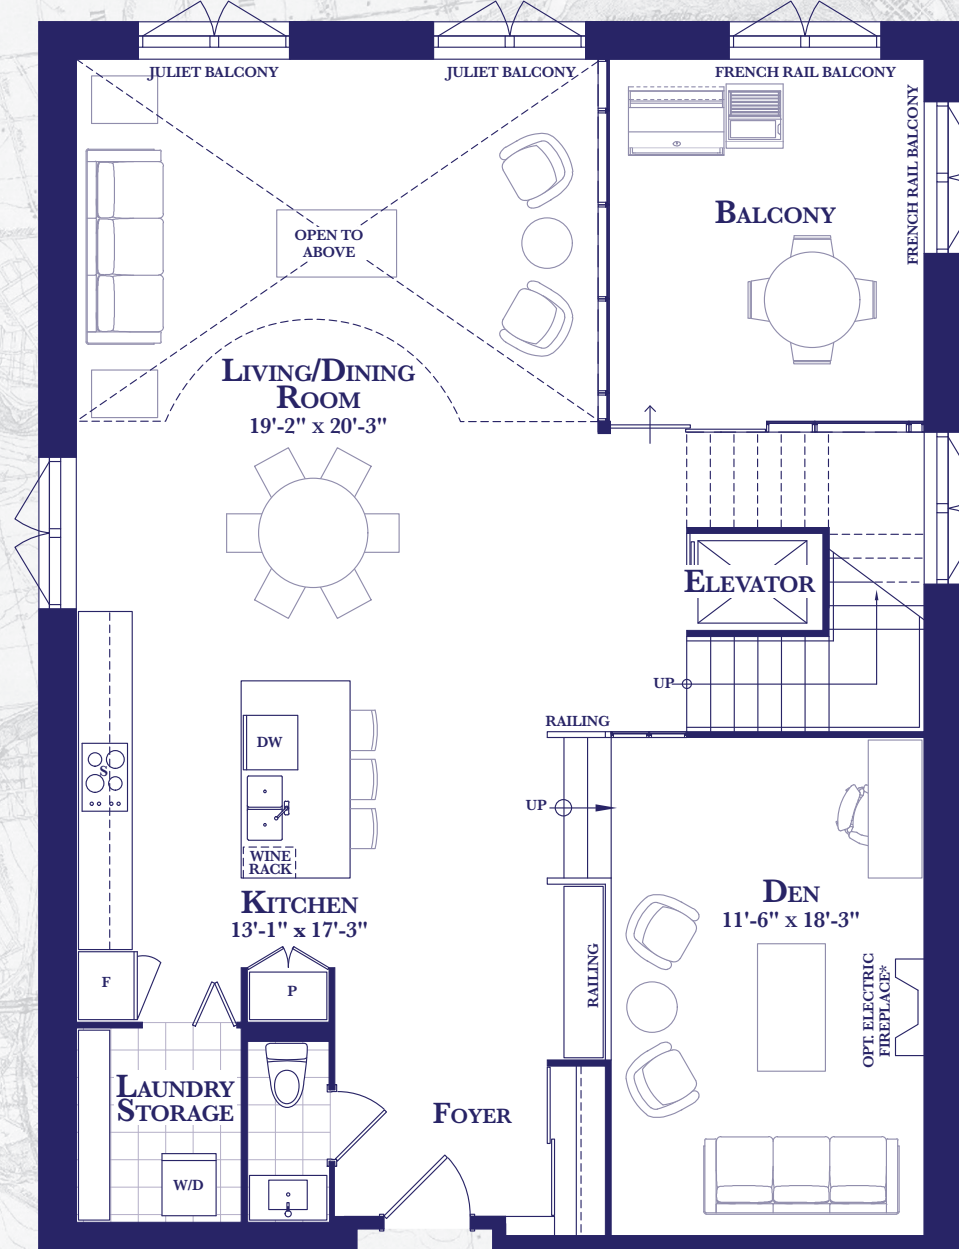 JULIET BALCONY
JULIET BALCONY
FRENCH RAIL BALCONY
FRENCH RAIL BALCONY
BALCONY
OPEN TO
ABOVE
LIVING/DINING
ROOM
19'-2" X 20'-3"
ELEVATOR
UP
RAILING
DW
S
UP
WINE
RACK
KITCHEN
13'-1" x 17'-3"
DEN
11'-6" X 18'-3"
RAILING
OPT. ELECTRIC
FIREPLACE*
F
P
LAUNDRY
STORAGE
FOYER
W/D